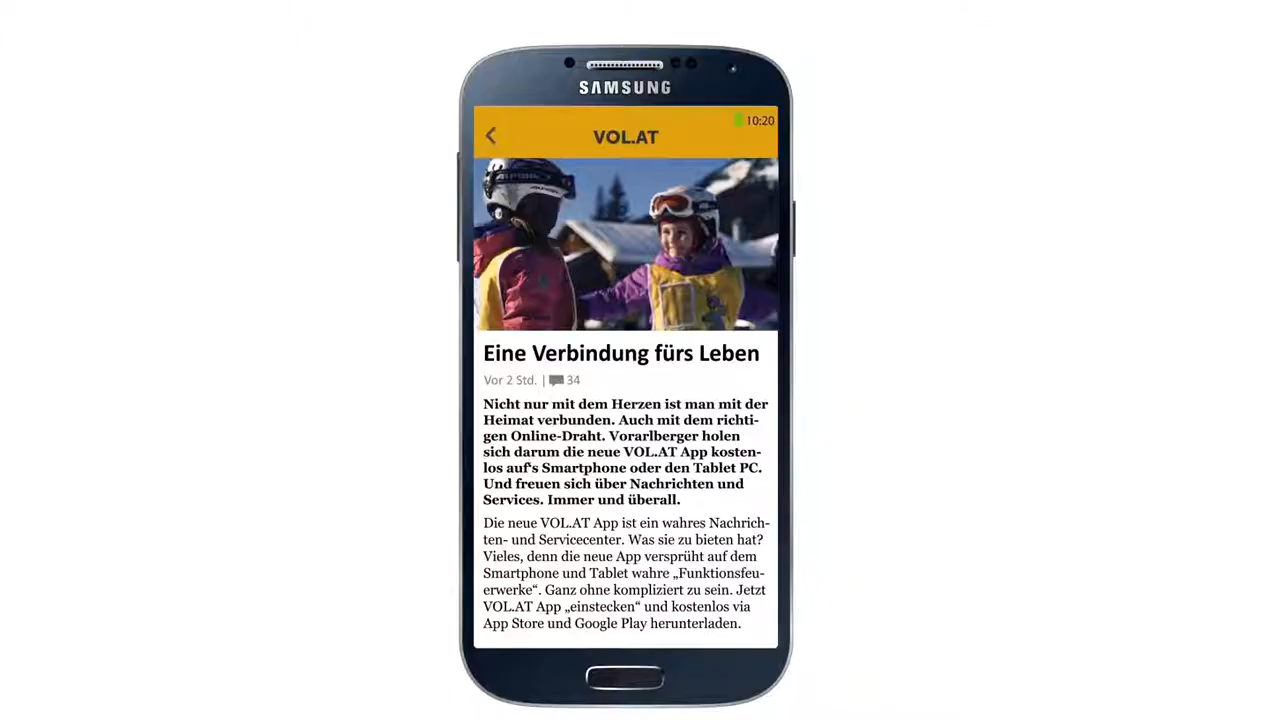 SAMSUNG
10:20
VOL.AT
ALPINA
Eine Verbindung fürs Leben
Vor 2 Std. | 34
Nicht nur mit dem Herzen ist man mit der
Heimat verbunden. Auch mit dem richti-
gen Online-Draht. Vorarlberger holen
sich darum die neue VOL.AT App kosten-
los auf's Smartphone oder den Tablet PC.
Und freuen sich über Nachrichten und
Services. Immer und überall.
Die neue VOL.AT App ist ein wahres Nachrich-
ten- und Servicecenter. Was sie zu bieten hat?
Vieles, denn die neue App versprüht auf dem
Smartphone und Tablet wahre „Funktionsfeu-
erwerke“. Ganz ohne kompliziert zu sein. Jetzt
VOL.AT App „einstecken“ und kostenlos via
App Store und Google Play herunterladen.